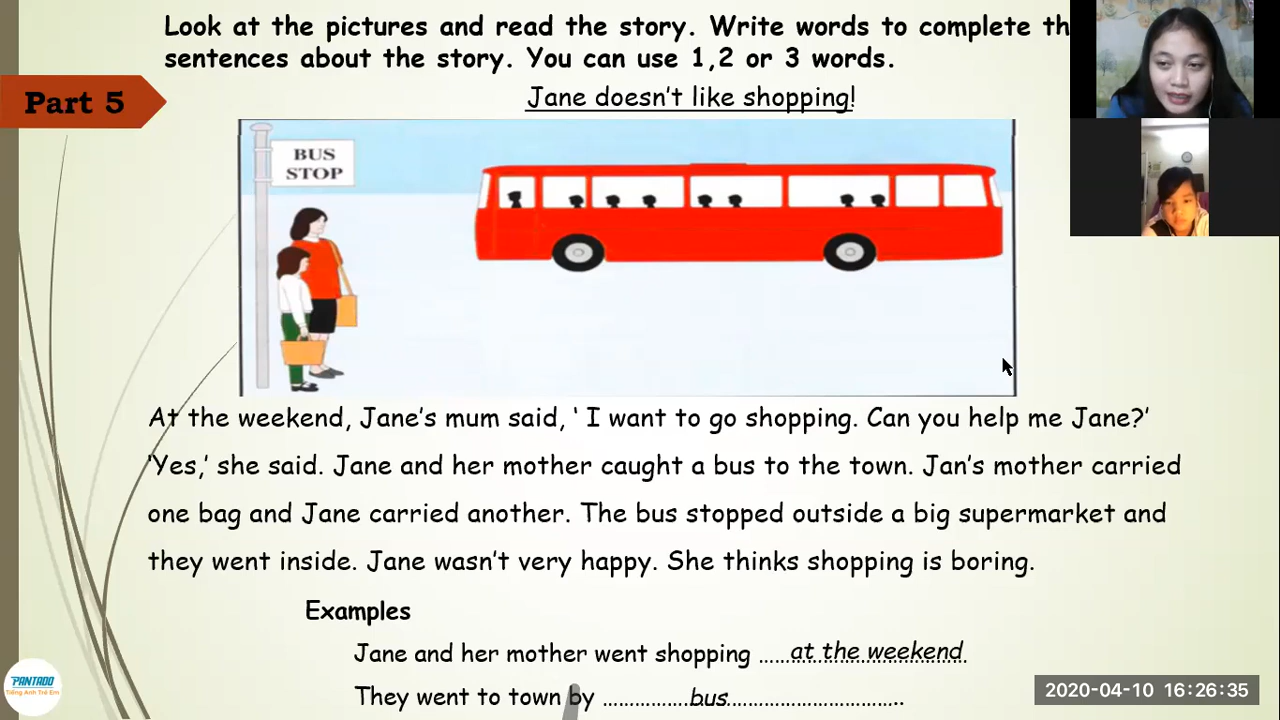 Look at the pictures and read the story. Write words to complete th
sentences about the story. You can use 1,2 or 3 words.
Part 5
Jane doesn't like shopping!
BUS
STOP
At the weekend, Jane's mum said, ' I want to go shopping. Can you help me Jane?'
'Yes,' she said. Jane and her mother caught a bus to the town. Jan's mother carried
one bag and Jane carried another. The bus stopped outside a big supermarket and
they went inside. Jane wasn't very happy. She thinks shopping is boring.
Examples
Jane and her mother went shopping ......at the weekend.
They went to town by ..................bus..................................
PANTADO
Tiếng Anh Trẻ Em
2020-04-10 16:26:35